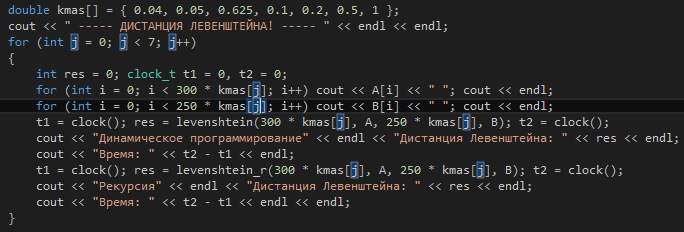 double kmas[] = { 0.04, 0.05, 0.625, 0.1, 0.2, 0.5, 1 };
cout << " ----- ДИСТАНЦИЯ ЛЕВЕНШТЕЙНА! ----- " << endl << endl;
for (int j = 0; j < 7; j++)
{
int res = 0; clock_t t1 = 0, t2 = 0;
for (int i = 0; i < 300 * kmas[j]; i++) cout << A[i] << " "; cout << endl;
for (int i = 0; i < 250 * kmas[j]; i++) cout << B[i] << " "; cout << endl;
t1 = clock(); res = levenshtein(300 * kmas[j], A, 250 * kmas[j], B); t2 = clock();
cout << "Динамическое программирование" << endl << "Дистанция Левенштейна: " << res << endl;
cout << "Время: " << t2 - t1 << endl;
t1 = clock(); res = levenshtein_r(300 * kmas[j], A, 250 * kmas[j], B); t2 = clock();
cout << "Рекурсия" << endl << "Дистанция Левенштейна: " << res << endl;
cout << "Время: " << t2 - t1 << endl << endl;
}